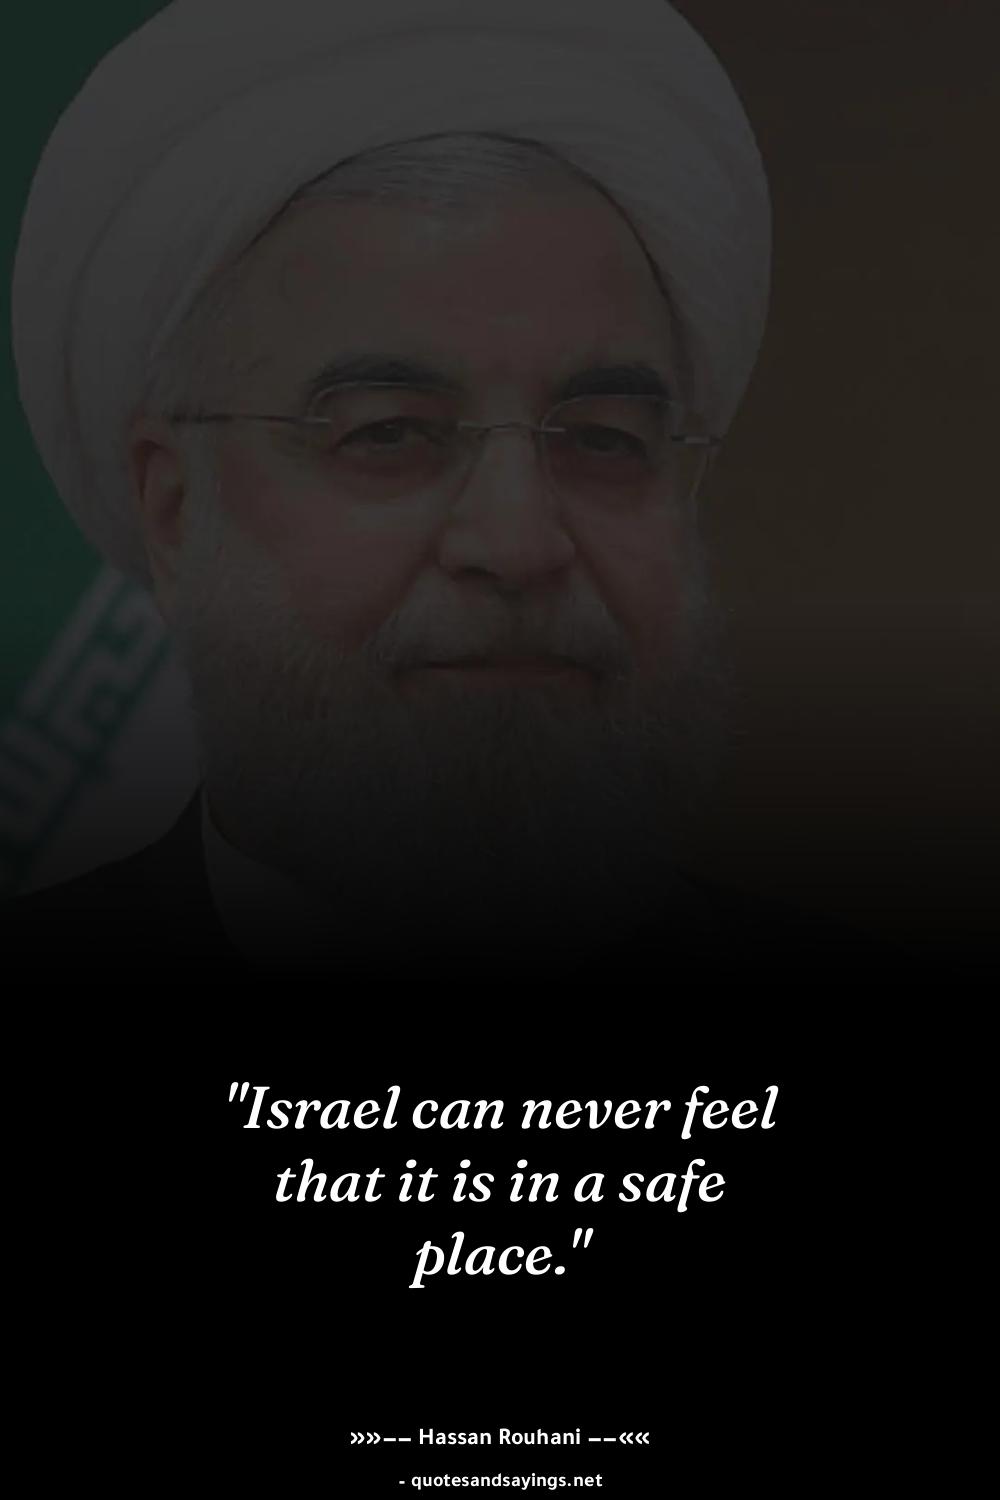 "Israel can never feel
that it is in a safe
place."
»»−− Hassan Rouhani −−««
- quotesandsayings.net